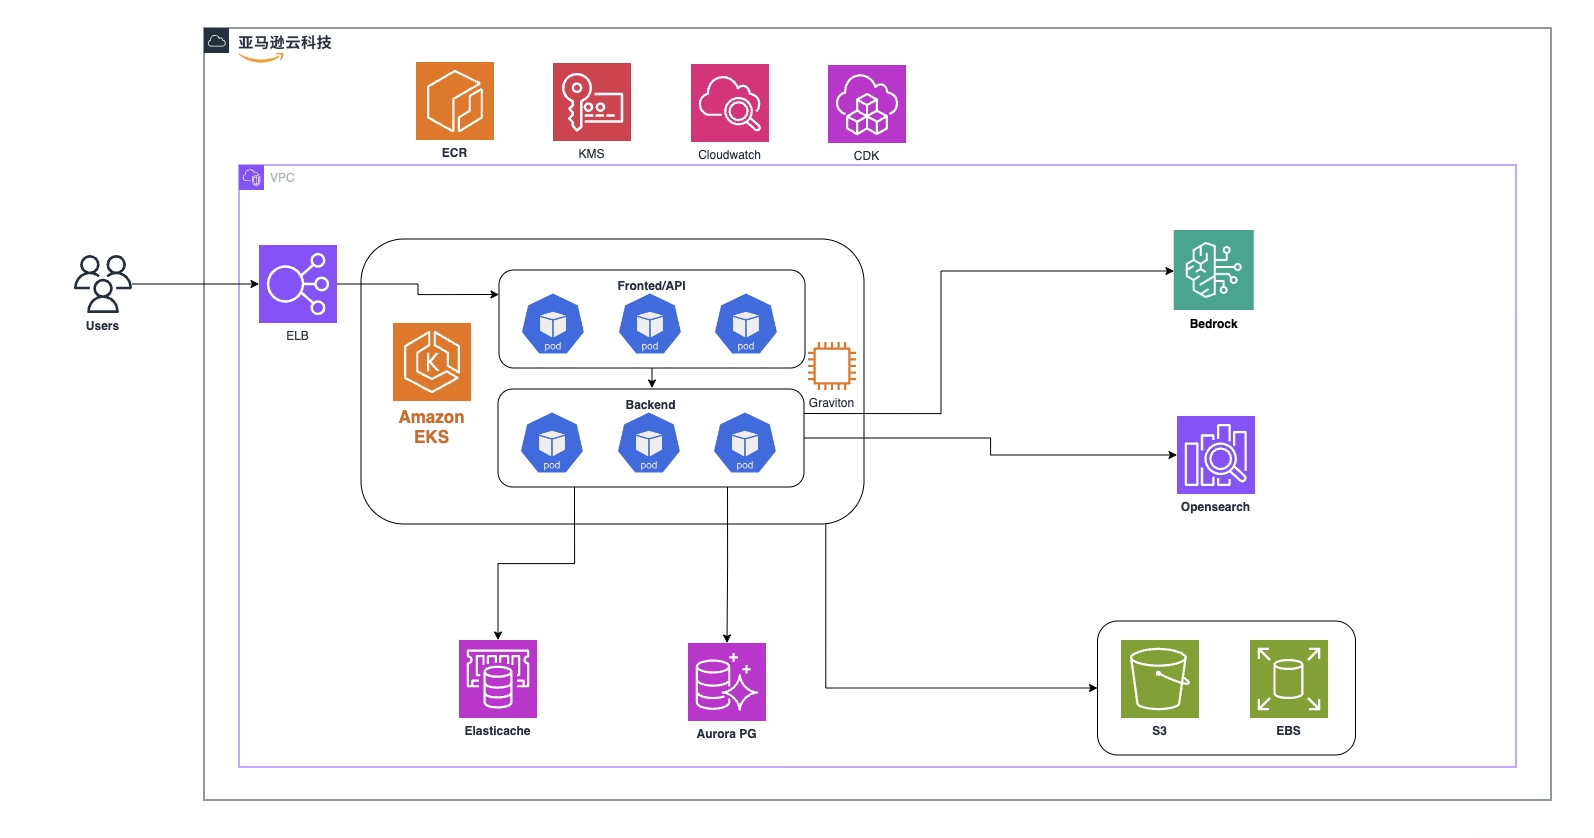 亚马逊云科技
ECR
KMS
Cloudwatch
CDK
VPC
Users
ELB
Fronted/API
pod
pod
pod
K
Amazon
EKS
Graviton
Backend
pod
pod
pod
Bedrock
Opensearch
Elasticache
Aurora PG
S3
EBS